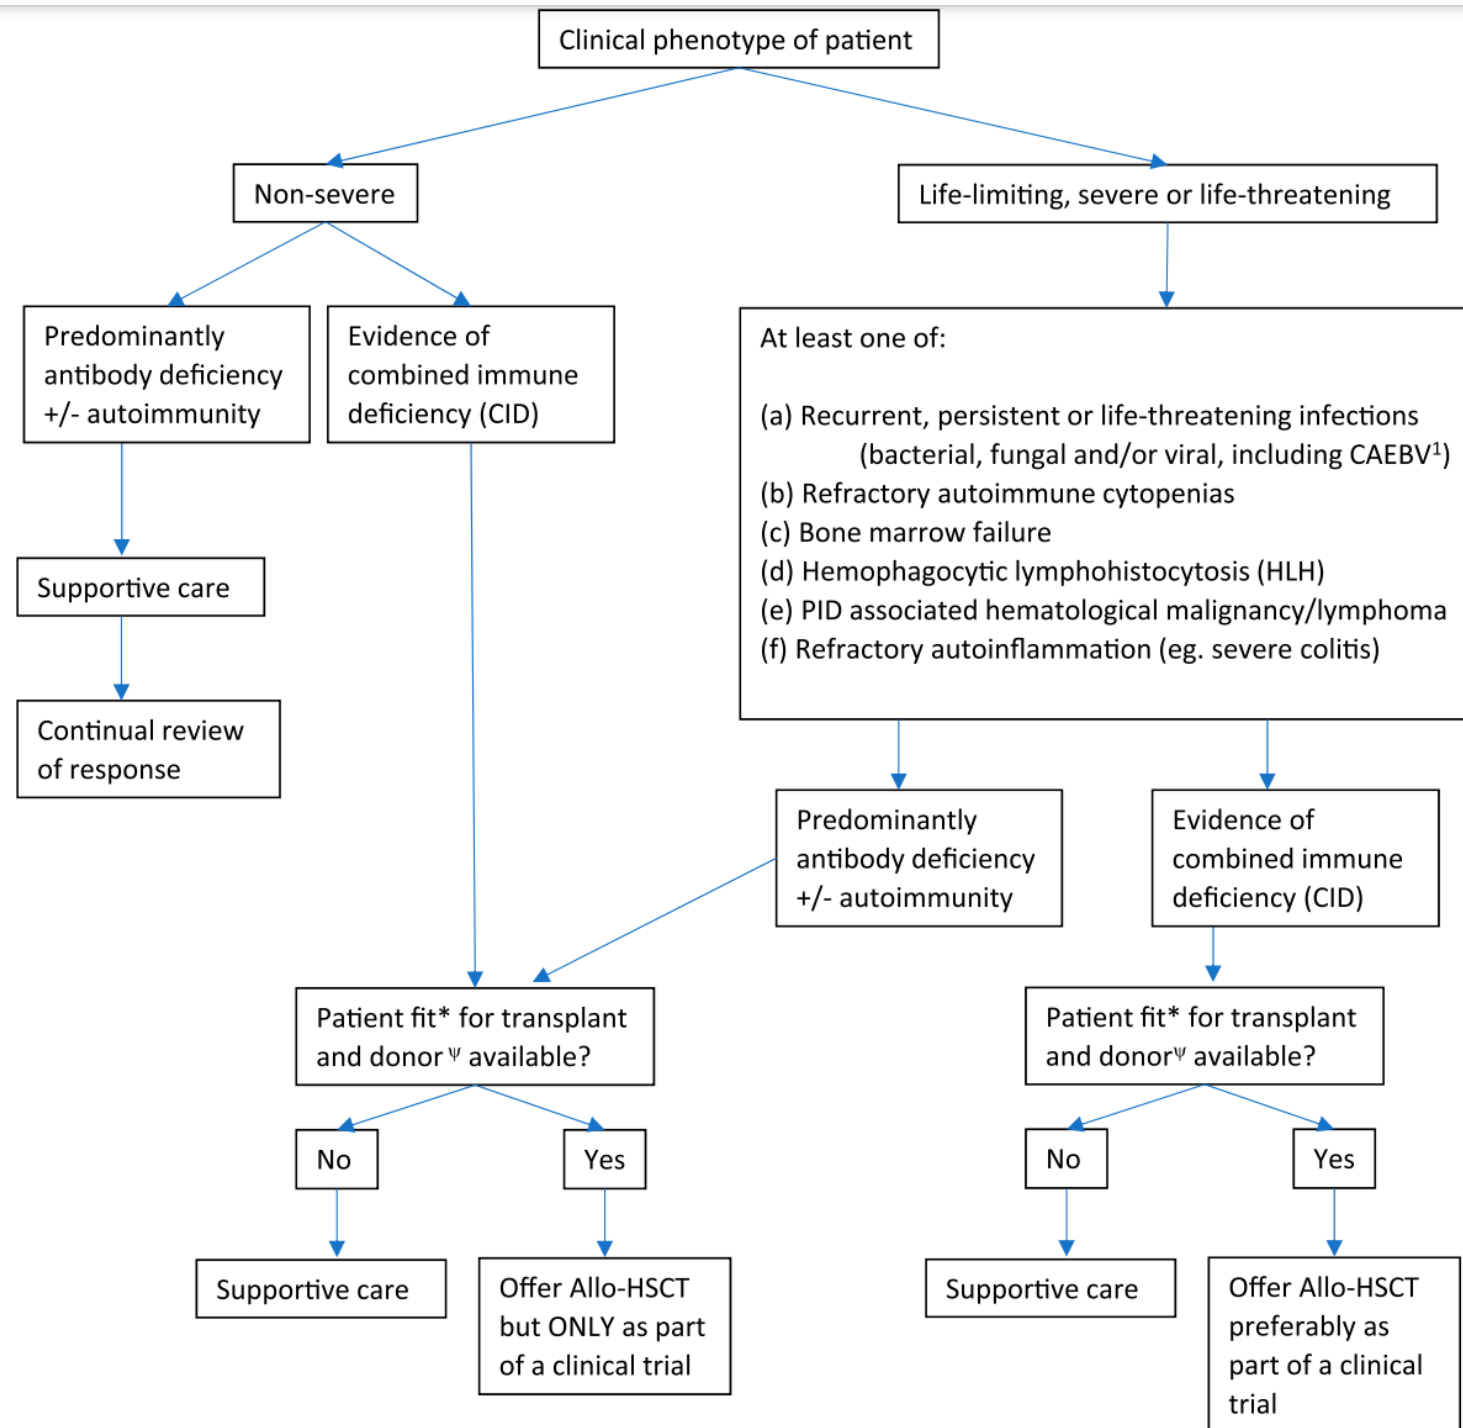 Clinical phenotype of patient
Non-severe
Life-limiting, severe or life-threatening
Predominantly
antibody deficiency
+/- autoimmunity
Evidence of
combined immune
deficiency (CID)
At least one of:
(a) Recurrent, persistent or life-threatening infections
(bacterial, fungal and/or viral, including CAEBV¹)
(b) Refractory autoimmune cytopenias
(c) Bone marrow failure
(d) Hemophagocytic lymphohistocytosis (HLH)
(e) PID associated hematological malignancy/lymphoma
(f) Refractory autoinflammation (eg. severe colitis)
Supportive care
Continual review
of response
Predominantly
antibody deficiency
+/- autoimmunity
Evidence of
combined immune
deficiency (CID)
Patient fit* for transplant
and donor ᴪ available?
No
Yes
Supportive care
Offer Allo-HSCT
but ONLY as part
of a clinical trial
Patient fit* for transplant
and donorᴪ available?
No
Yes
Supportive care
Offer Allo-HSCT
preferably as
part of a clinical
trial